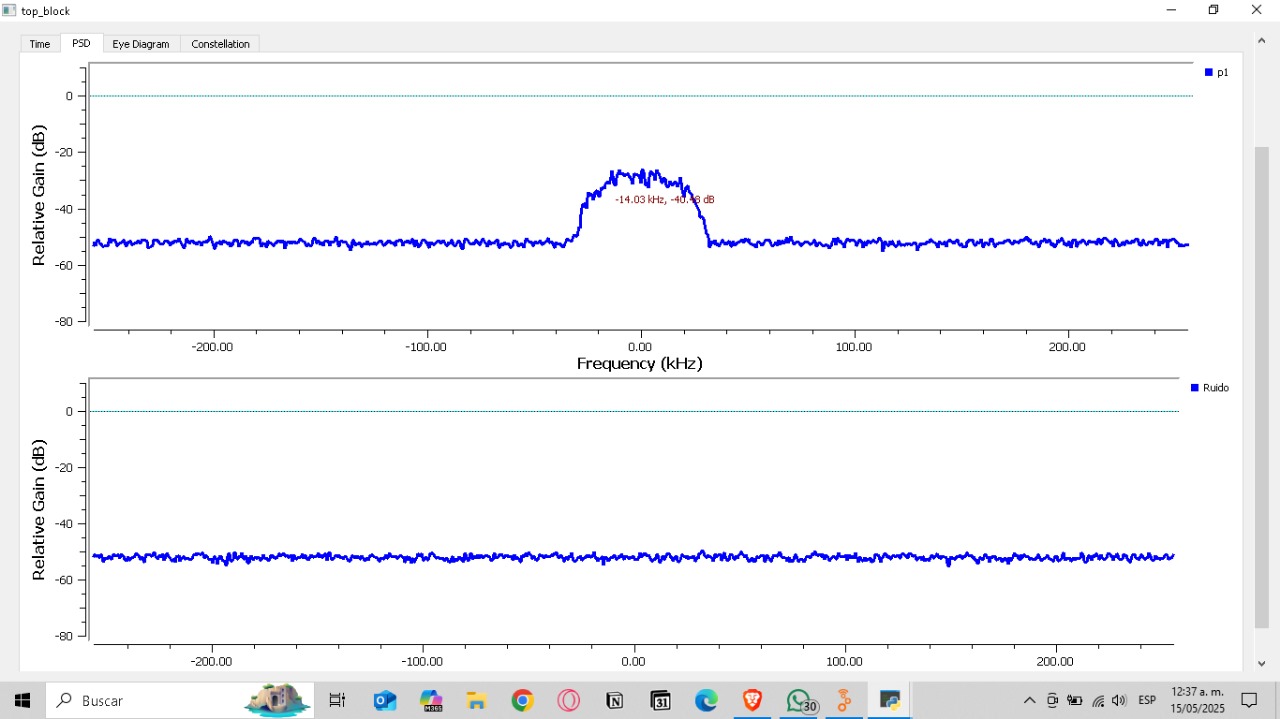 top_block
Time PSD Eye Diagram Constellation
p1
0
-20
-40
-60
-80
Relative Gain (dB)
-14.03 kHz, -40.48 dB
-200.00 -100.00 0.00 100.00 200.00
Frequency (kHz)
Ruido
0
-20
-40
-60
-80
Relative Gain (dB)
-200.00 -100.00 0.00 100.00 200.00
Buscar
M365
31
30
ESP
12:37 a. m.
15/05/2025